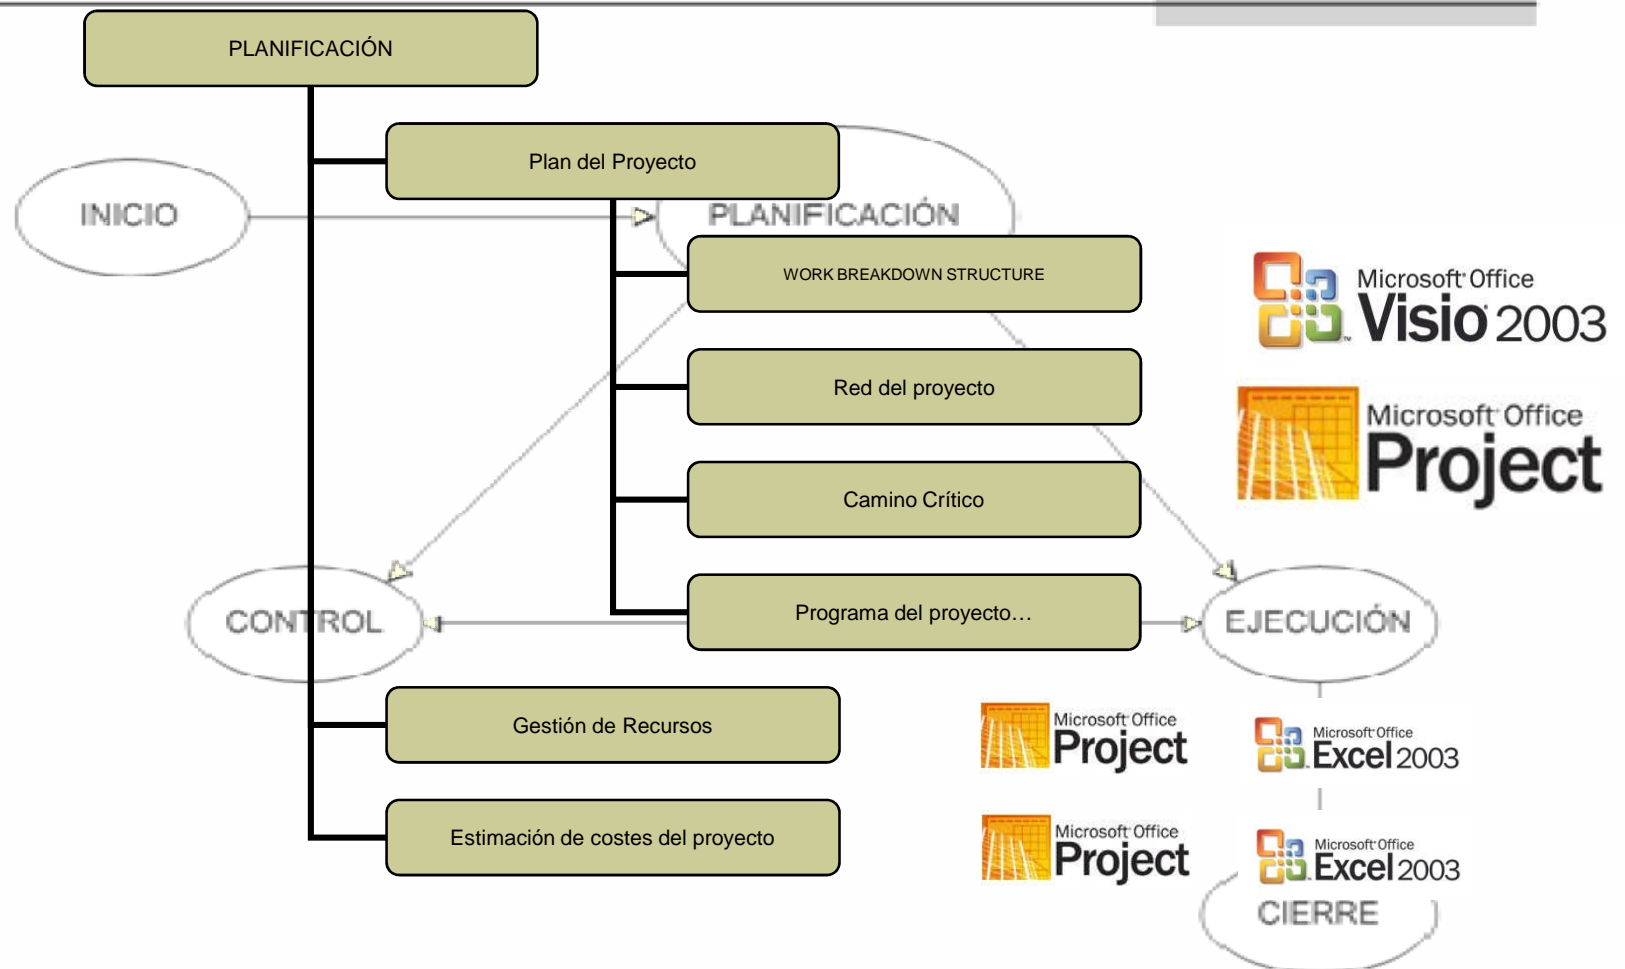 PLANIFICACIÓN
Plan del Proyecto
INICIO
PLANIFICACIÓN
WORK BREAKDOWN STRUCTURE
Microsoft Office
Visio 2003
Red del proyecto
Microsoft Office
Project
Camino Crítico
CONTROL
Programa del proyecto…
EJECUCIÓN
Gestión de Recursos
Microsoft Office
Project
Microsoft Office
Excel 2003
Estimación de costes del proyecto
Microsoft Office
Project
Microsoft Office
Excel 2003
CIERRE